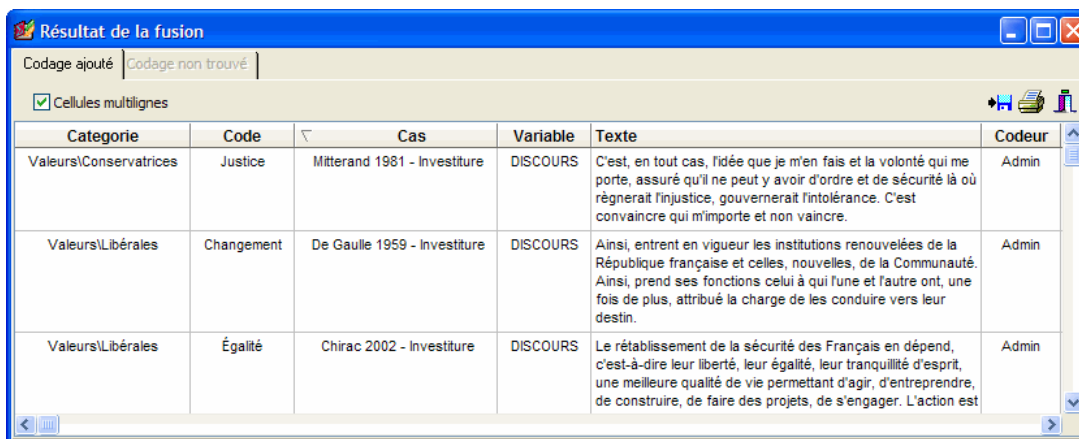 Résultat de la fusion
Codage ajouté Codage non trouvé
Cellules multilignes
Categorie Code Cas Variable Texte Codeur
Valeurs\Conservatrices Justice Mitterand 1981 - Investiture DISCOURS C'est, en tout cas, l'idée que je m'en fais et la volonté qui me Admin
porte, assuré qu'il ne peut y avoir d'ordre et de sécurité là où
règnerait l'injustice, gouvernerait l'intolérance. C'est
convaincre qui m'importe et non vaincre.
Valeurs\Libérales Changement De Gaulle 1959 - Investiture DISCOURS Ainsi, entrent en vigueur les institutions renouvelées de la Admin
République française et celles, nouvelles, de la Communauté.
Ainsi, prend ses fonctions celui à qui l'une et l'autre ont, une
fois de plus, attribué la charge de les conduire vers leur
destin.
Valeurs\Libérales Égalité Chirac 2002 - Investiture DISCOURS Le rétablissement de la sécurité des Français en dépend, Admin
c'est-à-dire leur liberté, leur égalité, leur tranquillité d'esprit,
une meilleure qualité de vie permettant d'agir, d'entreprendre,
de construire, de faire des projets, de s'engager. L'action est